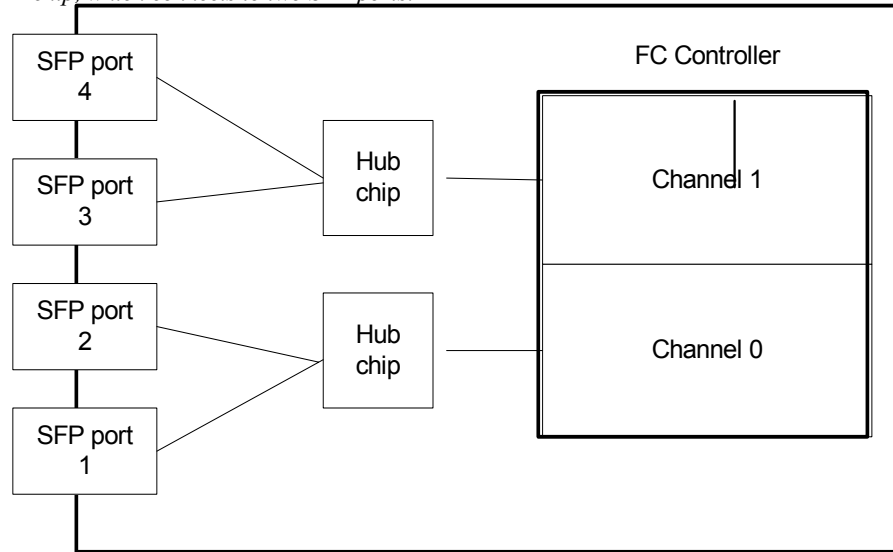 SFP port
4
FC Controller
Hub
chip
Channel 1
SFP port
3
SFP port
2
Hub
chip
Channel 0
SFP port
1